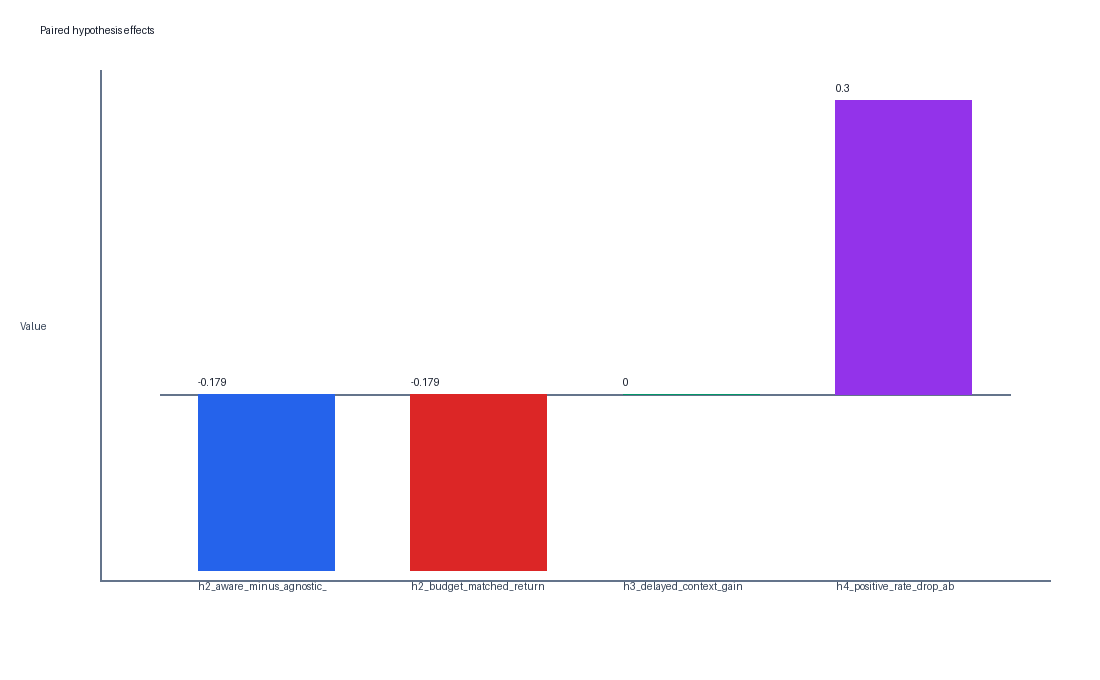 Paired hypothesis effects
0.3
-0.179
-0.179
0
Value
h2_aware_minus_agnostic_
h2_budget_matched_return
h3_delayed_context_gain
h4_positive_rate_drop_ab